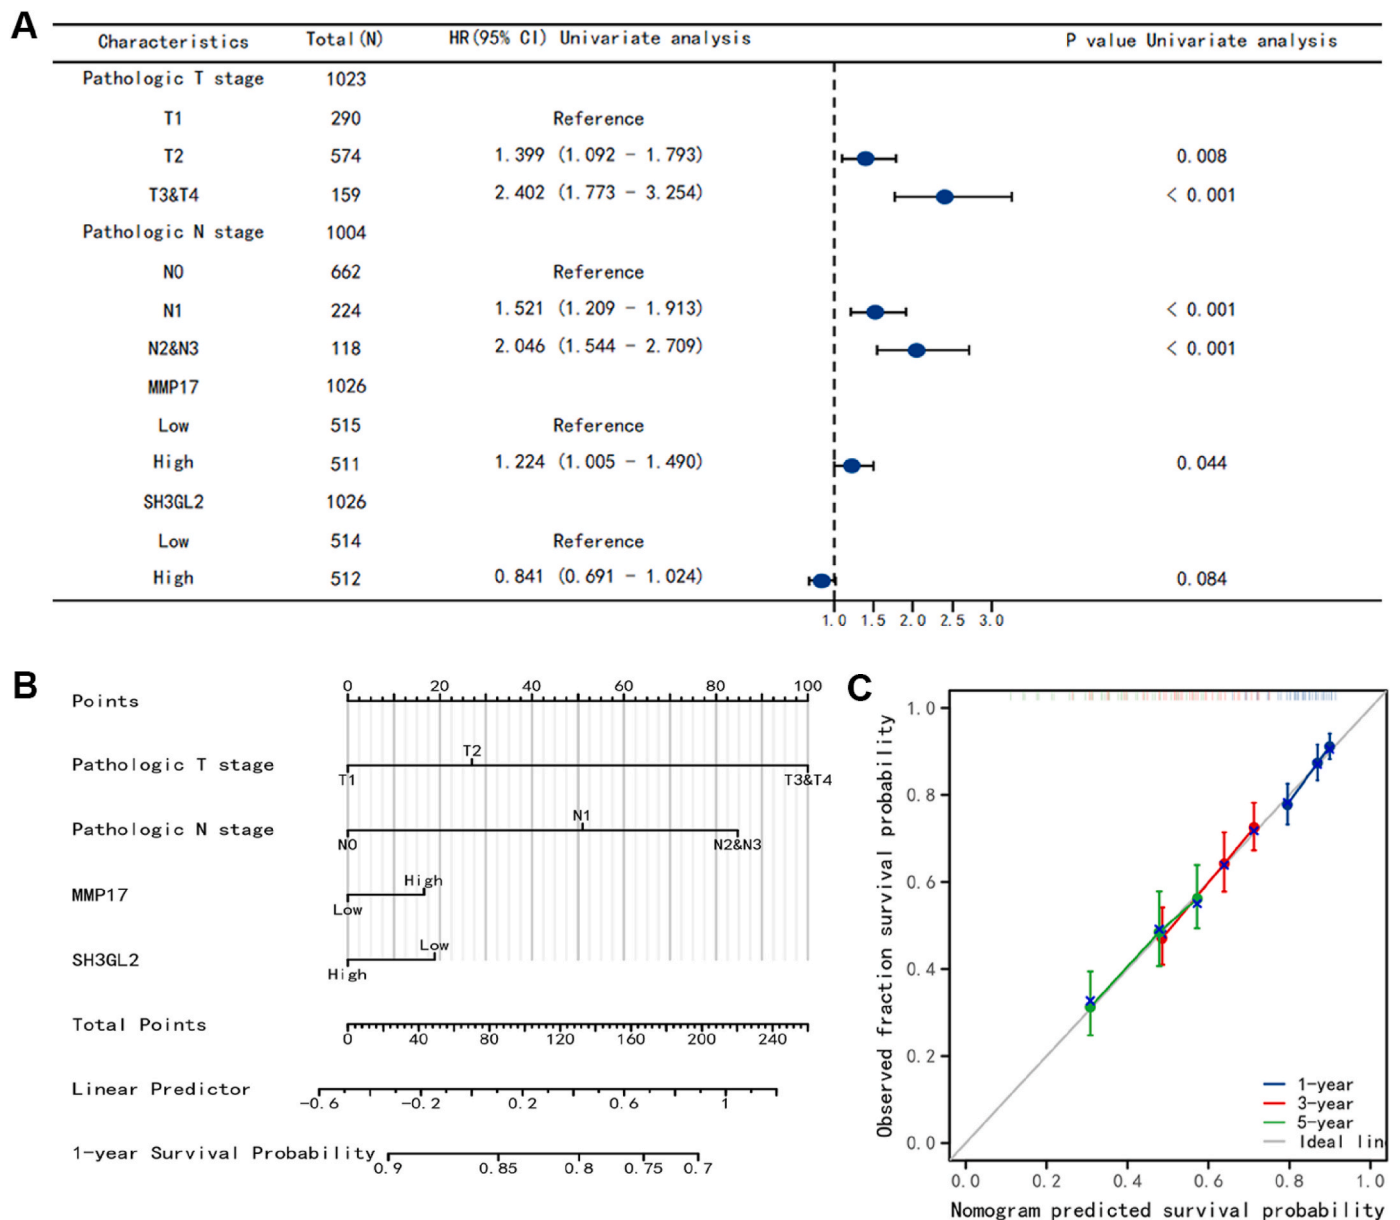 A
Characteristics Total(N) HR(95% CI) Univariate analysis P value Univariate analysis
Pathologic T stage 1023
T1 290 Reference
T2 574 1.399 (1.092 - 1.793) 0.008
T3&T4 159 2.402 (1.773 - 3.254) < 0.001
Pathologic N stage 1004
N0 662 Reference
N1 224 1.521 (1.209 - 1.913) < 0.001
N2&N3 118 2.046 (1.544 - 2.709) < 0.001
MMP17 1026
Low 515 Reference
High 511 1.224 (1.005 - 1.490) 0.044
SH3GL2 1026
Low 514 Reference
High 512 0.841 (0.691 - 1.024) 0.084
1.0 1.5 2.0 2.5 3.0
B
Points 0 20 40 60 80 100
T2
Pathologic T stage
T1 T3&T4
N1
Pathologic N stage
N0 N2&N3
High
MMP17
Low
Low
SH3GL2
High
Total Points
0 40 80 120 160 200 240
Linear Predictor
-0.6 -0.2 0.2 0.6 1
1-year Survival Probability
0.9 0.85 0.8 0.75 0.7
C
Observed fraction survival probability
1.0
0.8
0.6
0.4
0.2
0.0
1-year
3-year
5-year
Ideal lin
0.0 0.2 0.4 0.6 0.8 1.0
Nomogram predicted survival probability